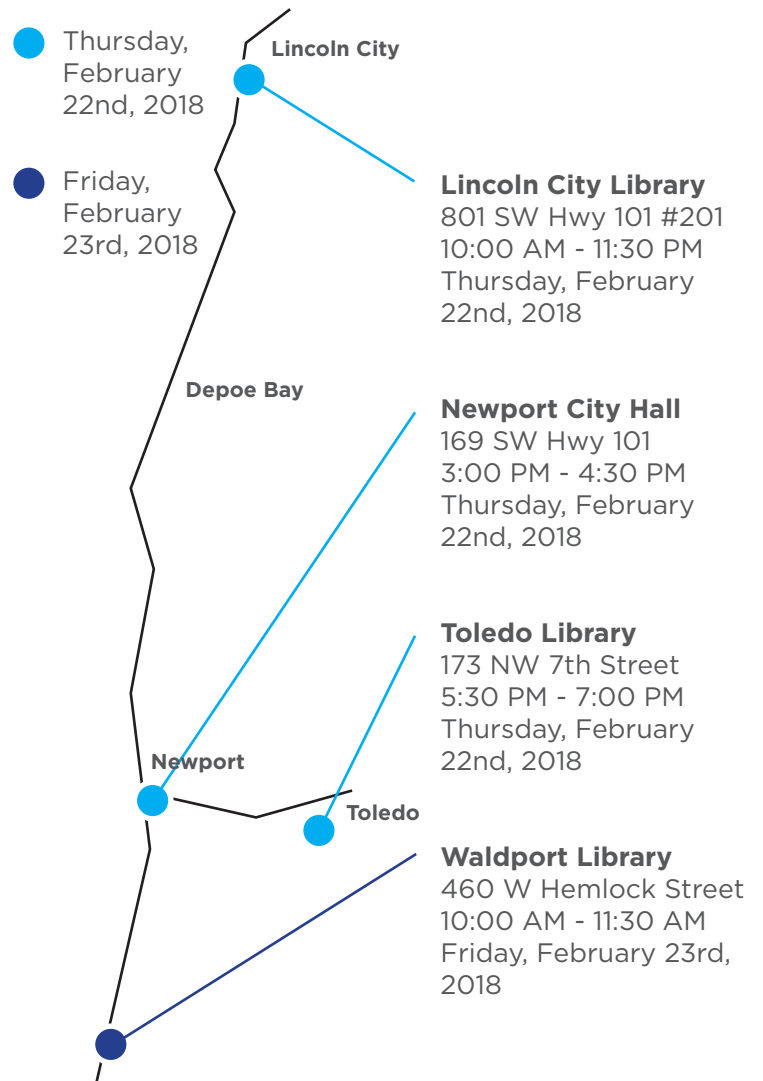 Thursday,
February
22nd, 2018
Friday,
February
23rd, 2018
Lincoln City
Lincoln City Library
801 SW Hwy 101 #201
10:00 AM - 11:30 PM
Thursday, February
22nd, 2018
Depoe Bay
Newport City Hall
169 SW Hwy 101
3:00 PM - 4:30 PM
Thursday, February
22nd, 2018
Toledo Library
173 NW 7th Street
5:30 PM - 7:00 PM
Thursday, February
22nd, 2018
Newport
Toledo
Waldport Library
460 W Hemlock Street
10:00 AM - 11:30 AM
Friday, February 23rd,
2018